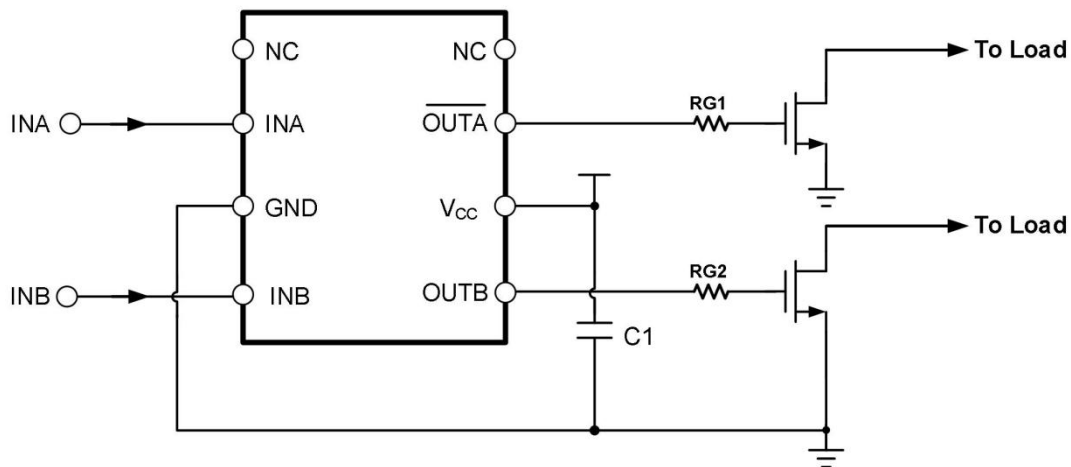 NC
NC
To Load
INA
INA
OUTA
RG1
GND
VCC
To Load
INB
INB
OUTB
RG2
C1